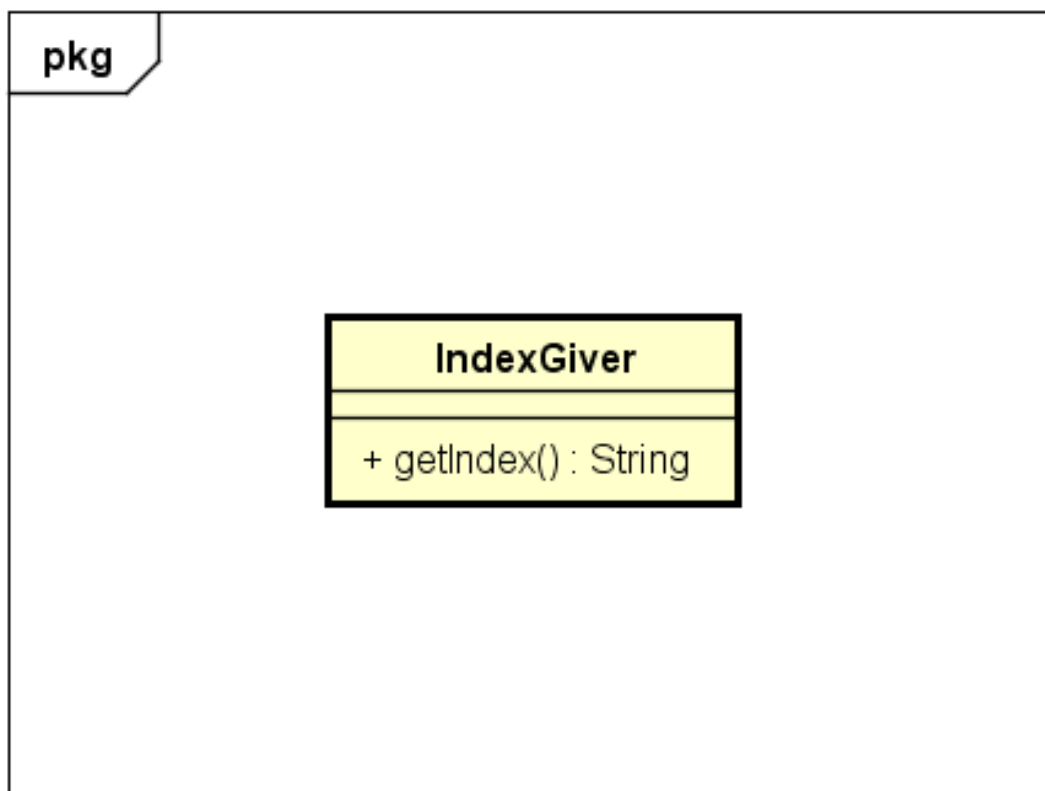 pkg
IndexGiver
+ getIndex() : String